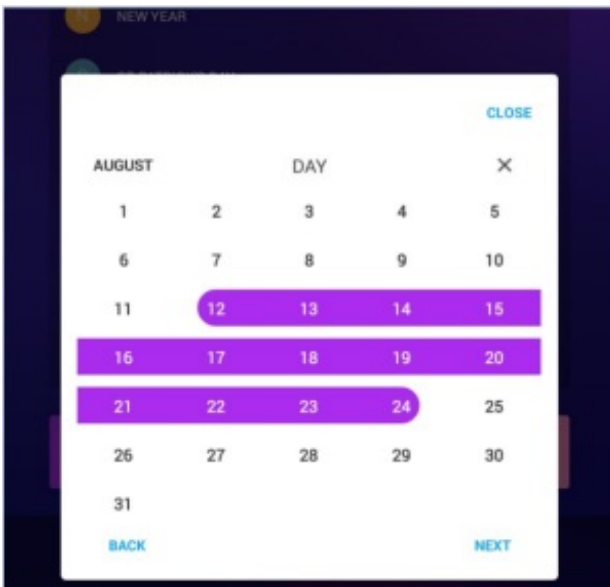 N NEW YEAR
CLOSE
AUGUST DAY ×
1 2 3 4 5
6 7 8 9 10
11 12 13 14 15
16 17 18 19 20
21 22 23 24 25
26 27 28 29 30
31
BACK NEXT